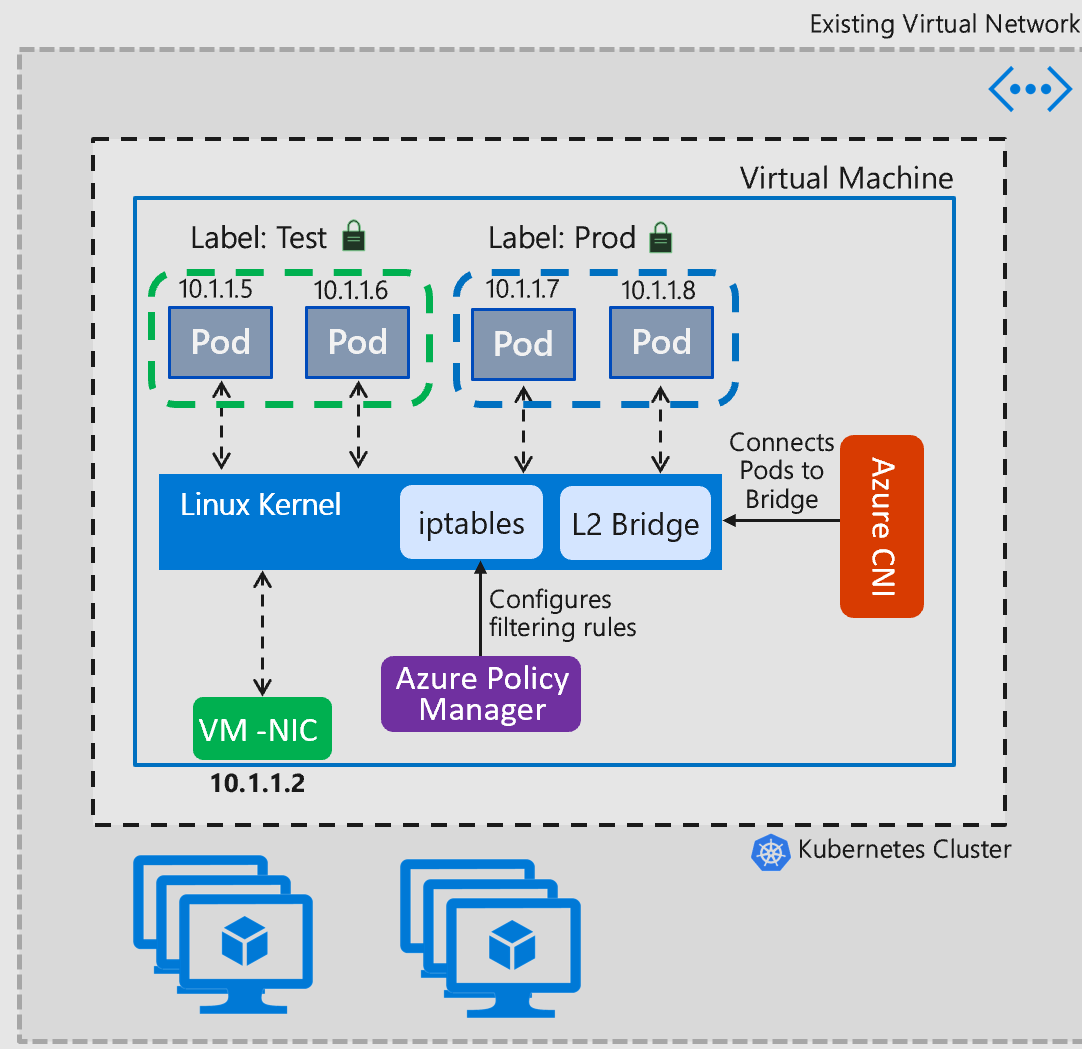 Existing Virtual Network
Virtual Machine
Label: Test
Label: Prod
10.1.1.5
10.1.1.6
10.1.1.7
10.1.1.8
Pod
Pod
Pod
Pod
Connects
Pods to
Bridge
Azure CNI
Linux Kernel
iptables
L2 Bridge
Configures
filtering rules
Azure Policy
Manager
VM -NIC
10.1.1.2
Kubernetes Cluster